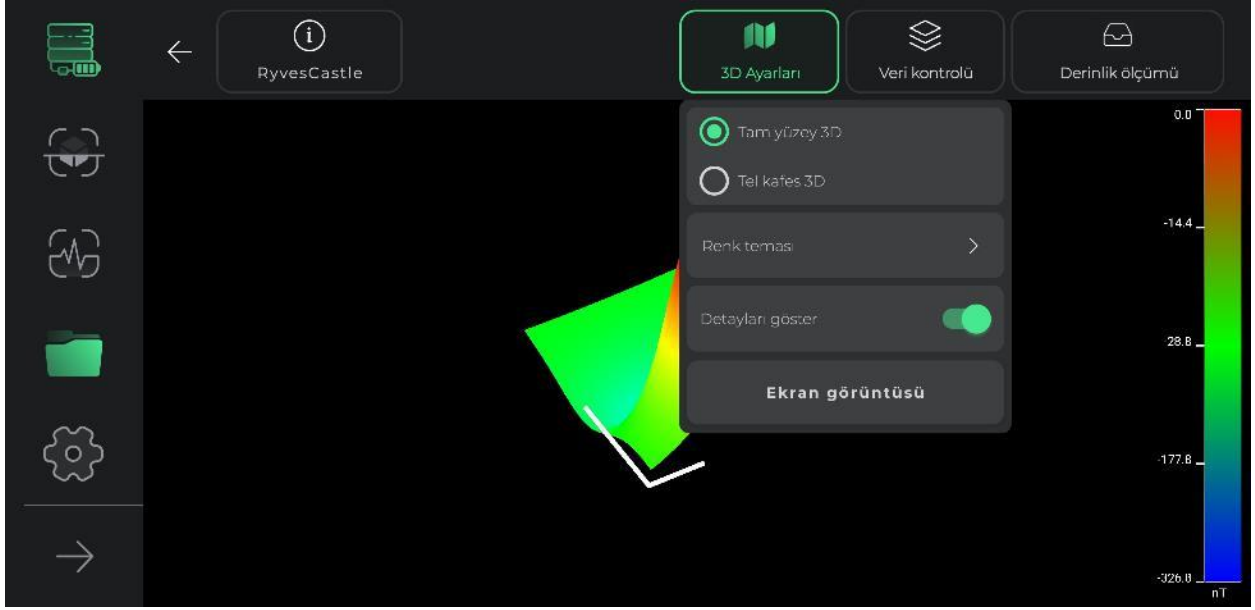 RyvesCastle
3D Ayarları
Veri kontrolü
Derinlik ölçümü
Tam yüzey 3D
Tel kafes 3D
Renk teması
Detayları göster
Ekran görüntüsü
0.0
-14.4
28.8
-177.8
-326.8
nT